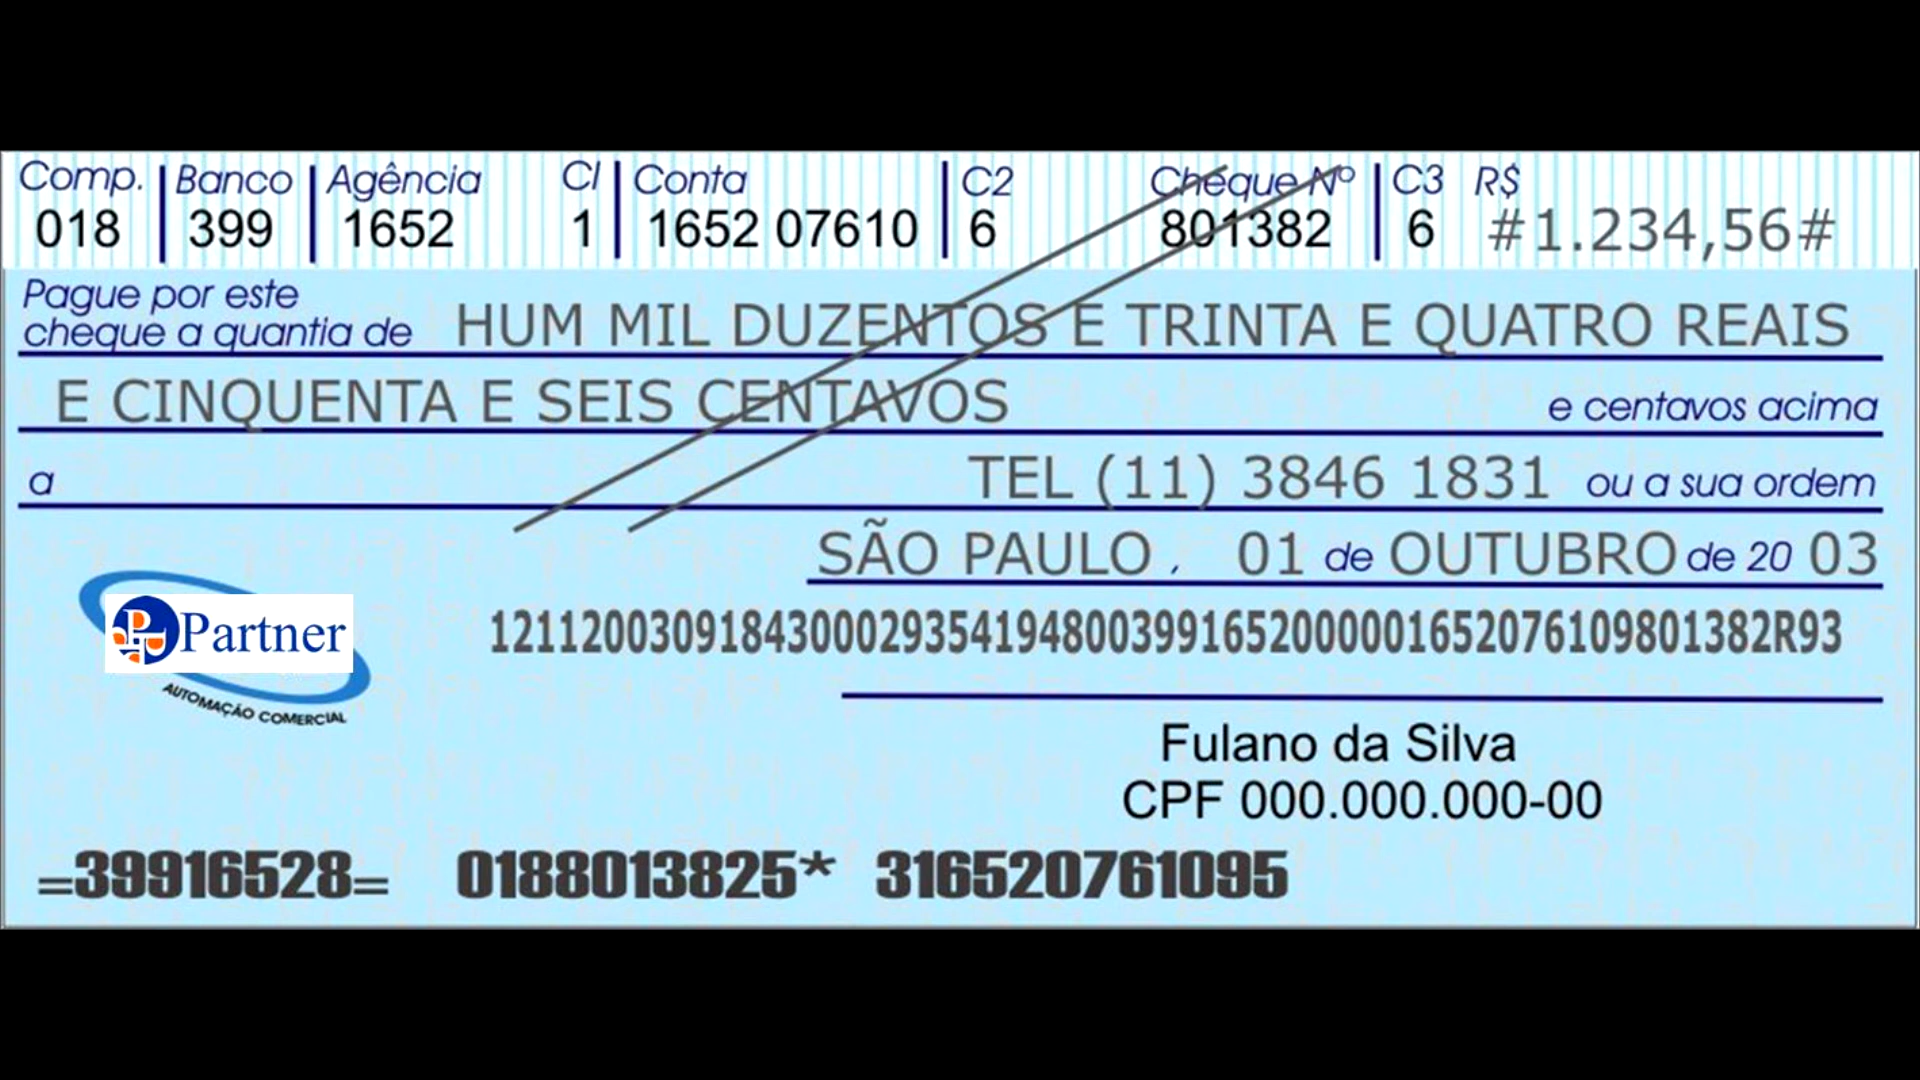 Comp. Banco Agência Cl Conta C2 Cheque Nº C3 R$
018 399 1652 1 1652 07610 6 801382 6 #1.234,56#
Pague por este
cheque a quantia de HUM MIL DUZENTOS E TRINTA E QUATRO REAIS
E CINQUENTA E SEIS CENTAVOS e centavos acima
a TEL (11) 3846 1831 ou a sua ordem
SÃO PAULO , 01 de OUTUBRO de 20 03
Partner
AUTOMAÇÃO COMERCIAL
12112003091843000293541948003991652000001652076109801382R93
Fulano da Silva
CPF 000.000.000-00
=39916528= 0188013825* 316520761095